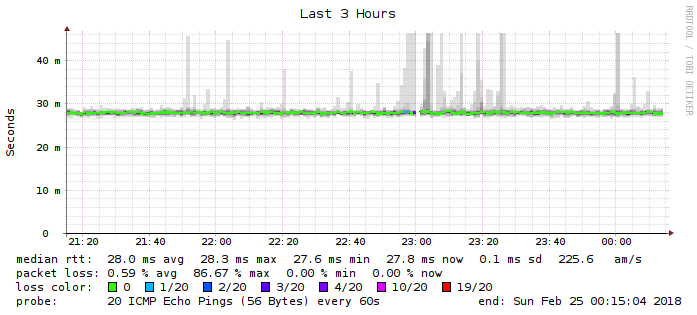 Last 3 Hours
RRDTOOL / TOBI OETIKER
Seconds
40 m
30 m
20 m
10 m
0
21:20 21:40 22:00 22:20 22:40 23:00 23:20 23:40 00:00
median rtt: 28.0 ms avg 28.3 ms max 27.6 ms min 27.8 ms now 0.1 ms sd 225.6 am/s
packet loss: 0.59 % avg 86.67 % max 0.00 % min 0.00 % now
loss color: 0 1/20 2/20 3/20 4/20 10/20 19/20
probe: 20 ICMP Echo Pings (56 Bytes) every 60s end: Sun Feb 25 00:15:04 2018